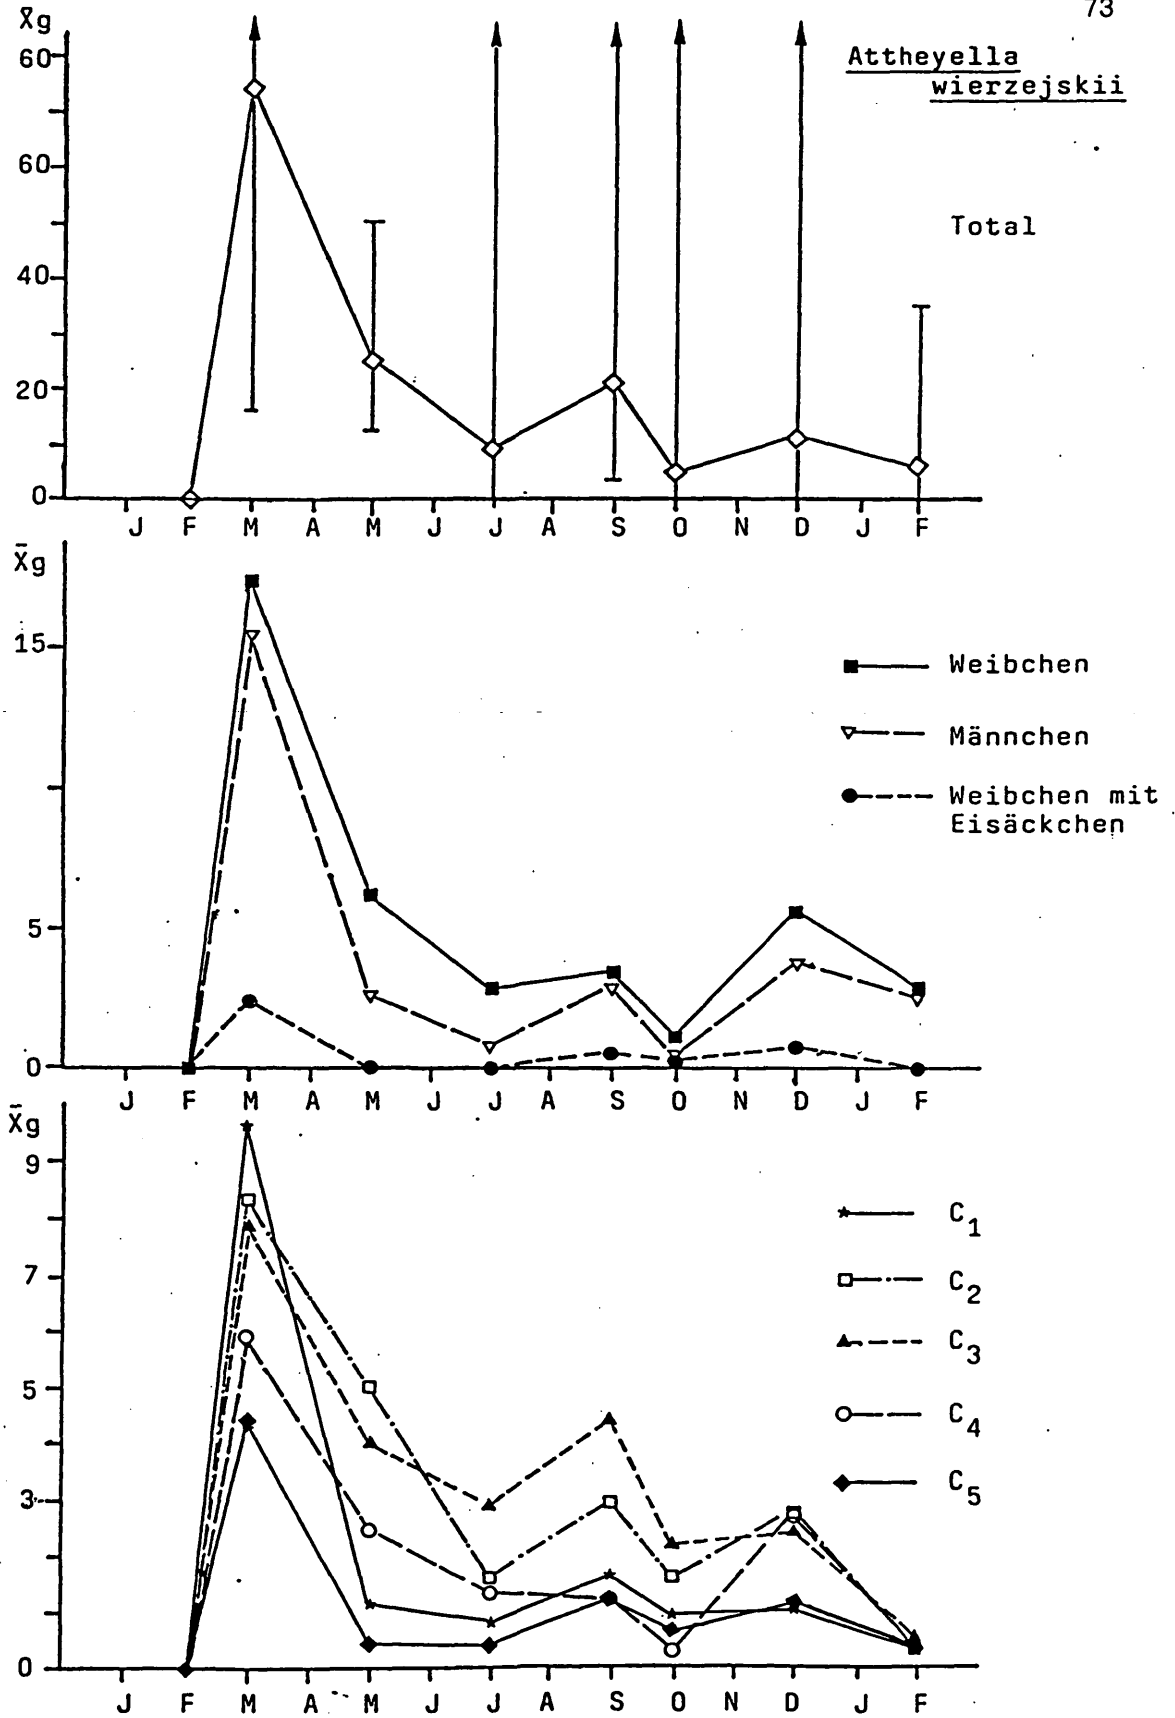 73
X̄g
Attheyella
wierzejskii
Total
60
60
40
20
0
J F M A M J J A S O N D J F
X̄g
15
5
0
Weibchen
Männchen
Weibchen mit
Eisäckchen
J F M A M J J A S O N D J F
X̄g
9
7
5
3
0
C1
C2
C3
C4
C5
J F M A M J J A S O N D J F